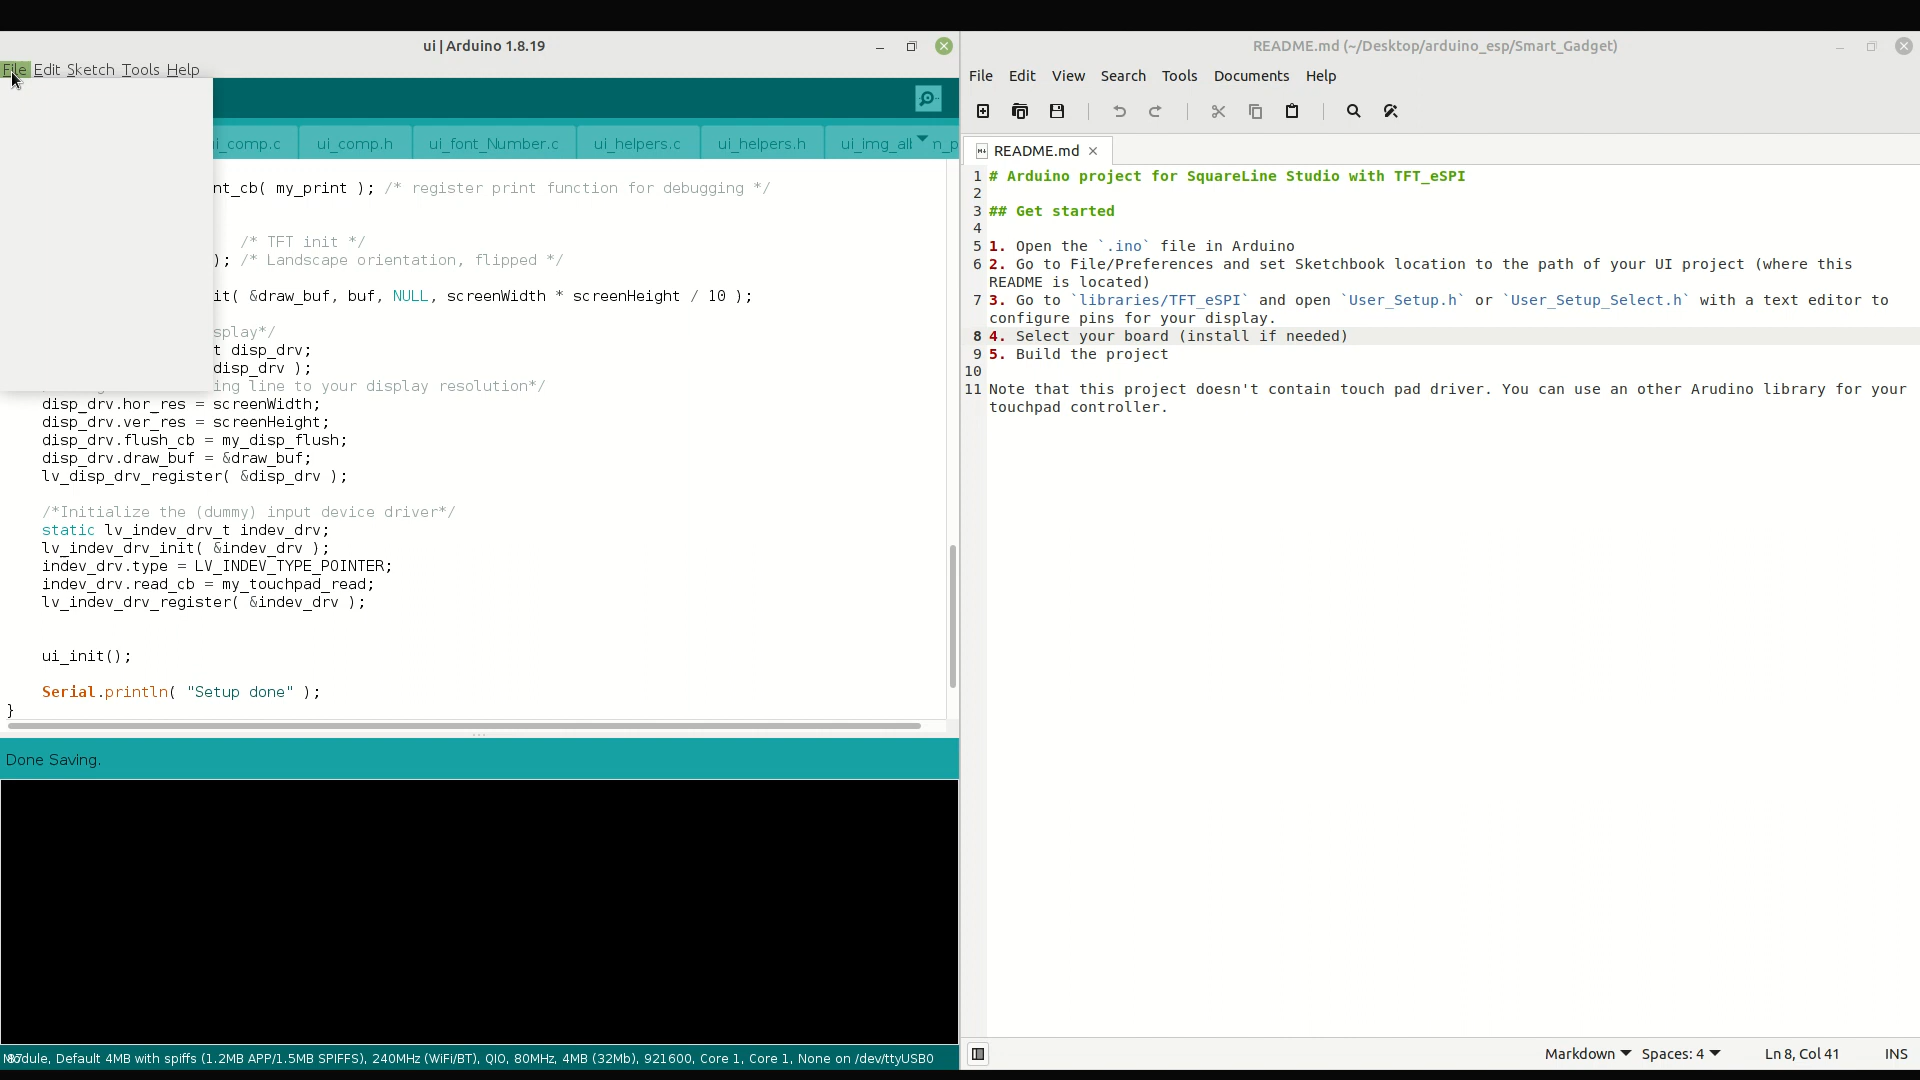 ui | Arduino 1.8.19
File Edit Sketch Tools Help
ui_comp.h ui_font_Number.c ui_helpers.c ui_helpers.h
nt_cb( my_print ); /* register print function for debugging */
/* TFT init */
); /* Landscape orientation, flipped */
it( &draw_buf, buf, NULL, screenWidth * screenHeight / 10 );
splay*/
t disp_drv;
disp_drv );
ing line to your display resolution*/
disp_drv.hor_res = screenWidth;
disp_drv.ver_res = screenHeight;
disp_drv.flush_cb = my_disp_flush;
disp_drv.draw_buf = &draw_buf;
lv_disp_drv_register( &disp_drv );
/*Initialize the (dummy) input device driver*/
static lv_indev_drv_t indev_drv;
lv_indev_drv_init( &indev_drv );
indev_drv.type = LV_INDEV_TYPE_POINTER;
indev_drv.read_cb = my_touchpad_read;
lv_indev_drv_register( &indev_drv );
ui_init();
Serial.println( "Setup done" );
}
Done Saving.
Default 4MB with spiffs (1.2MB APP/1.5MB SPIFFS), 240MHz (WiFi/BT), QIO, 80MHz, 4MB (32Mb), 921600, Core 1, Core 1, None on /dev/ttyUSB0
README.md (~/Desktop/arduino_esp/Smart_Gadget)
File Edit View Search Tools Documents Help
README.md
1 # Arduino project for SquareLine Studio with TFT_eSPI
2
3 ## Get started
4
5 1. Open the `.ino` file in Arduino
6 2. Go to File/Preferences and set Sketchbook location to the path of your UI project (where this
README is located)
7 3. Go to `libraries/TFT_eSPI` and open `User_Setup.h` or `User_Setup_Select.h` with a text editor to
configure pins for your display.
8 4. Select your board (install if needed)
9 5. Build the project
10
11 Note that this project doesn't contain touch pad driver. You can use an other Arudino library for your
touchpad controller.
Markdown Spaces: 4 Ln 8, Col 41 INS